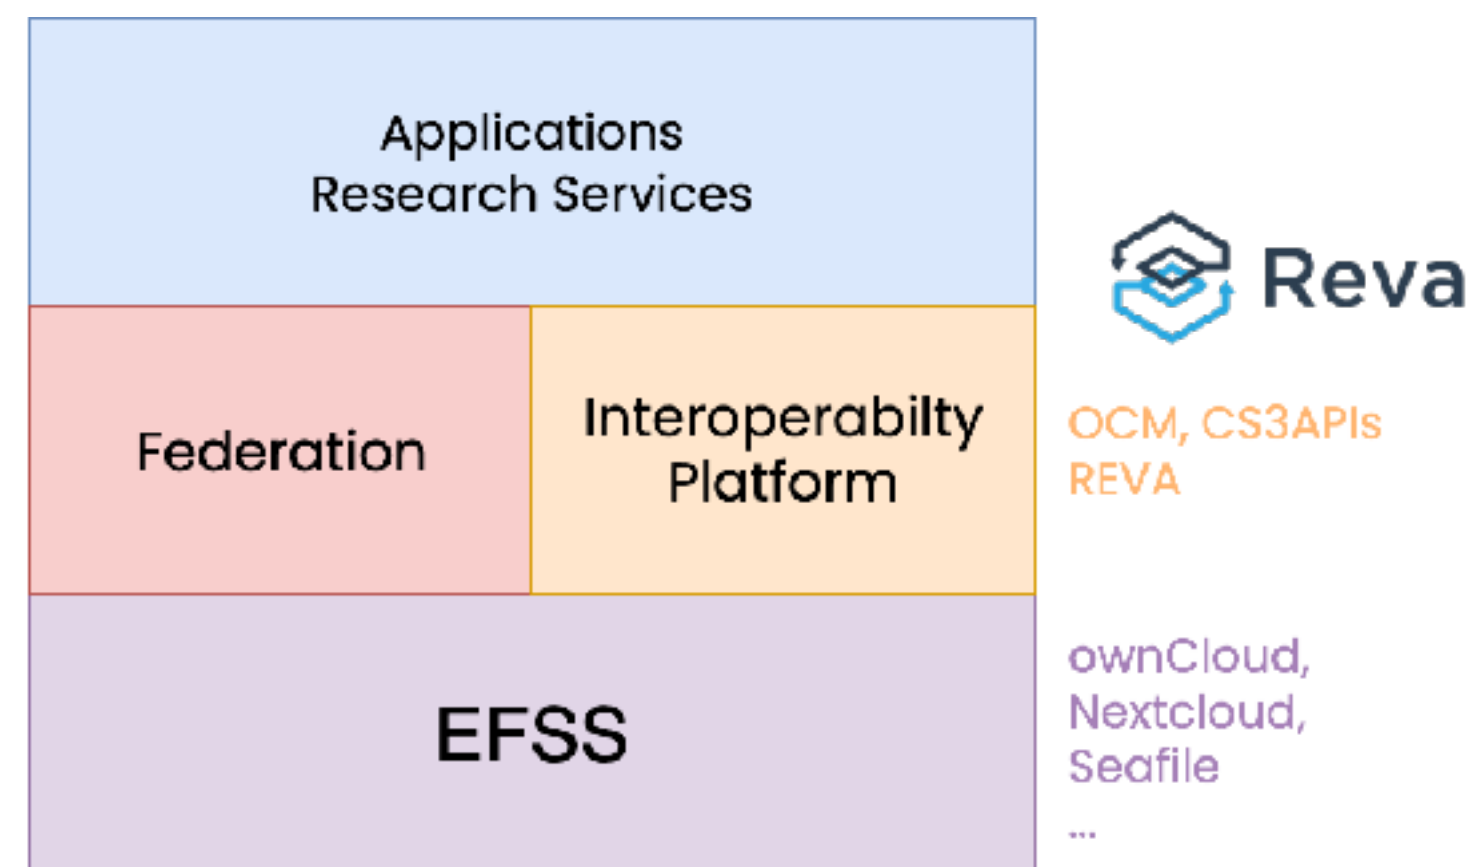 Applications
Research Services
Reva
Federation
Interoperabilty
Platform
OCM, CS3APIs
REVA
EFSS
ownCloud,
Nextcloud,
Seafile
...